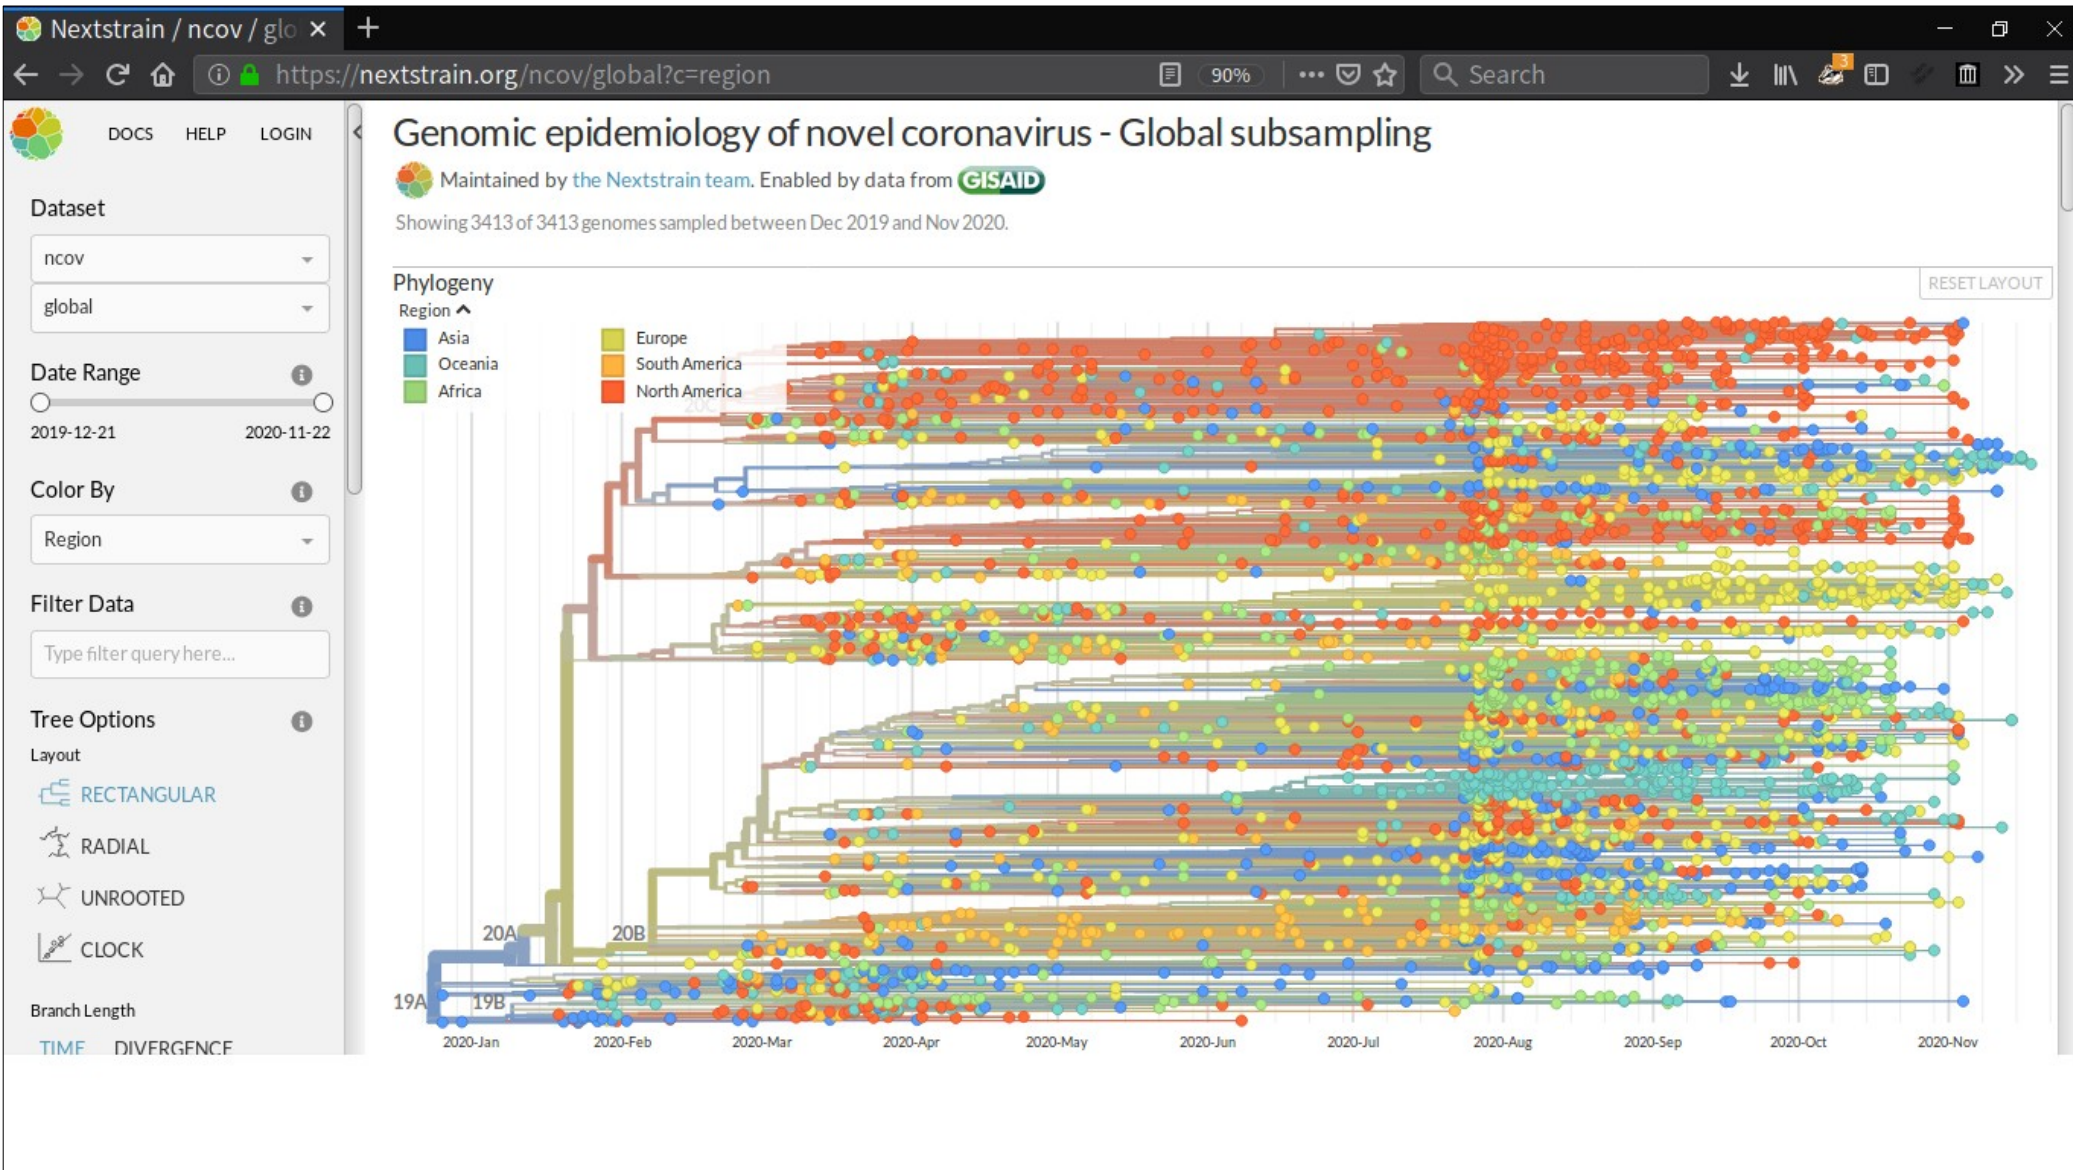 Nextstrain / ncov / glo
https://nextstrain.org/ncov/global?c=region
90%
Search
3
DOCS HELP LOGIN
Genomic epidemiology of novel coronavirus - Global subsampling
Maintained by the Nextstrain team. Enabled by data from GISAID
Showing 3413 of 3413 genomes sampled between Dec 2019 and Nov 2020.
Dataset
ncov
global
Date Range
2019-12-21 2020-11-22
Color By
Region
Filter Data
Type filter query here...
Tree Options
Layout
RECTANGULAR
RADIAL
UNROOTED
CLOCK
Branch Length
TIME DIVERGENCE
Phylogeny
RESET LAYOUT
Region
Asia Europe
Oceania South America
Africa North America
20C
20A 20B
19A 19B
2020-Jan 2020-Feb 2020-Mar 2020-Apr 2020-May 2020-Jun 2020-Jul 2020-Aug 2020-Sep 2020-Oct 2020-Nov